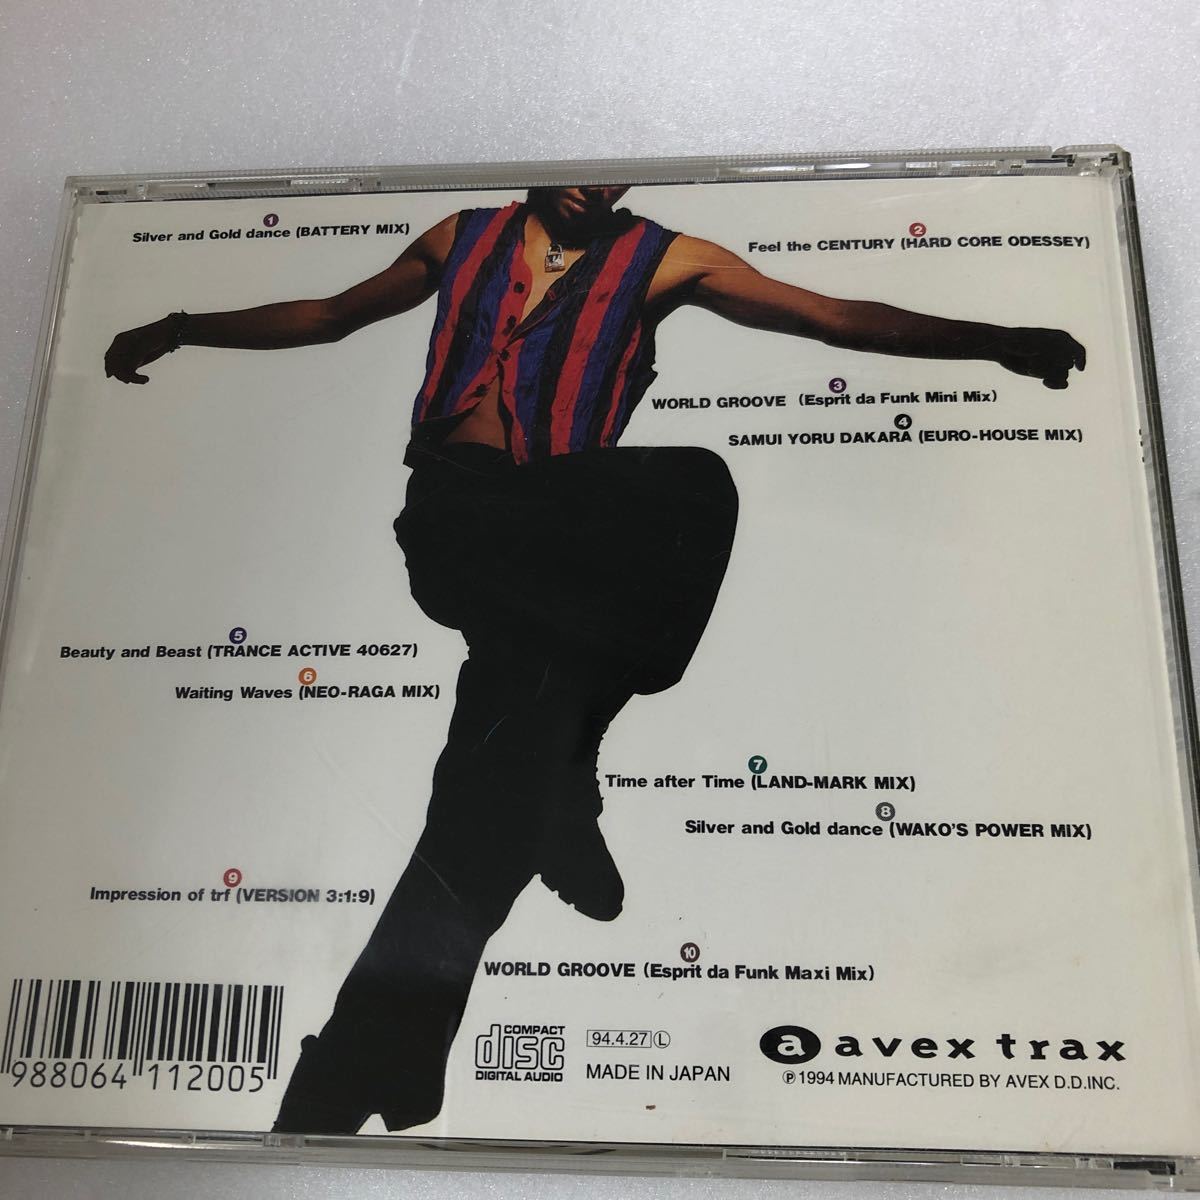 1
Silver and Gold dance (BATTERY MIX)
2
Feel the CENTURY (HARD CORE ODESSEY)
3
WORLD GROOVE (Esprit da Funk Mini Mix)
4
SAMUI YORU DAKARA (EURO-HOUSE MIX)
5
Beauty and Beast (TRANCE ACTIVE 40627)
6
Waiting Waves (NEO-RAGA MIX)
7
Time after Time (LAND-MARK MIX)
8
Silver and Gold dance (WAKO'S POWER MIX)
9
Impression of trf (VERSION 3:1:9)
10
WORLD GROOVE (Esprit da Funk Maxi Mix)
988064 112005
COMPACT
disc
DIGITAL AUDIO
94.4.27 Ⓛ
MADE IN JAPAN
a avex trax
℗1994 MANUFACTURED BY AVEX D.D.INC.